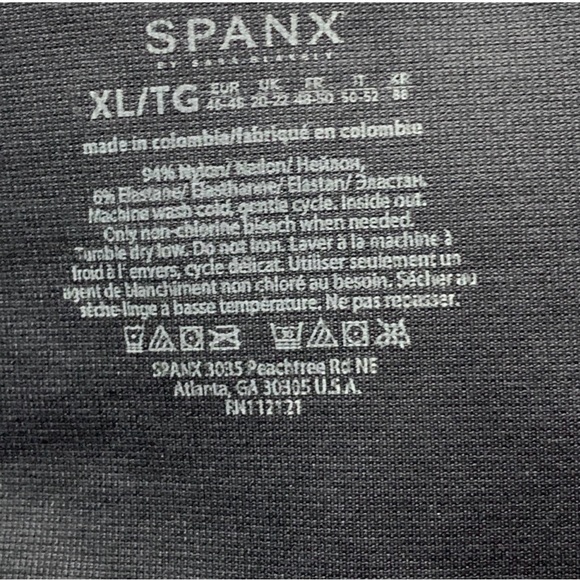 SPANX
BY SARA BLAKELY
XL/TG EUR UK FR IT KR
46-48 20-22 48-50 50-52 88
made in colombia/fabriqué en colombie
94% Nylon/ Neilon/ Нейлон,
6% Elastane/ Elasthanne/ Elastan/ Эластан.
Machine wash cold, gentle cycle. Inside out.
Only non-chlorine bleach when needed.
Tumble dry low. Do not iron. Laver à la machine à
froid à l' envers, cycle délicat. Utiliser seulement un
agent de blanchiment non chloré au besoin. Sécher au
sèche-linge à basse température. Ne pas repasser.
SPANX 3035 Peachtree Rd NE
Atlanta, GA 30305 U.S.A.
RN112121